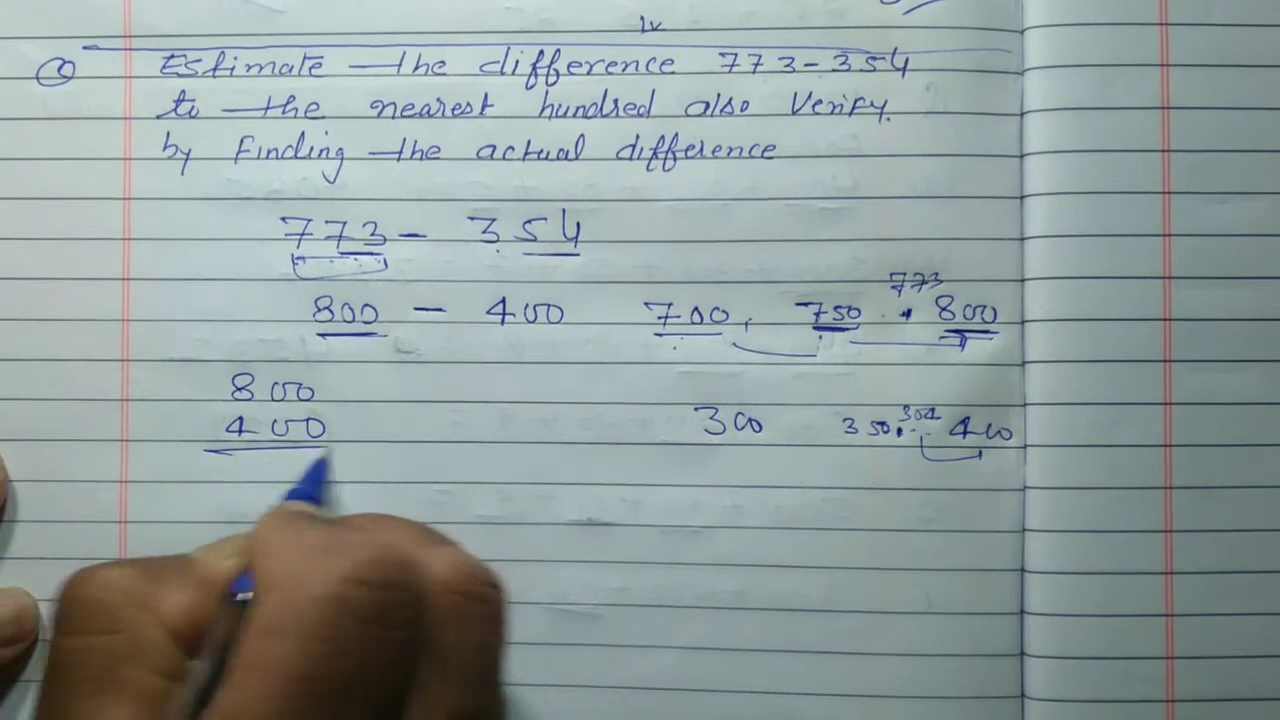 Estimate the difference 773-354
to the nearest hundred also Verify.
by Finding the actual difference
773 - 354
773
800 - 400 700, 750 800
800
400
300 350 400